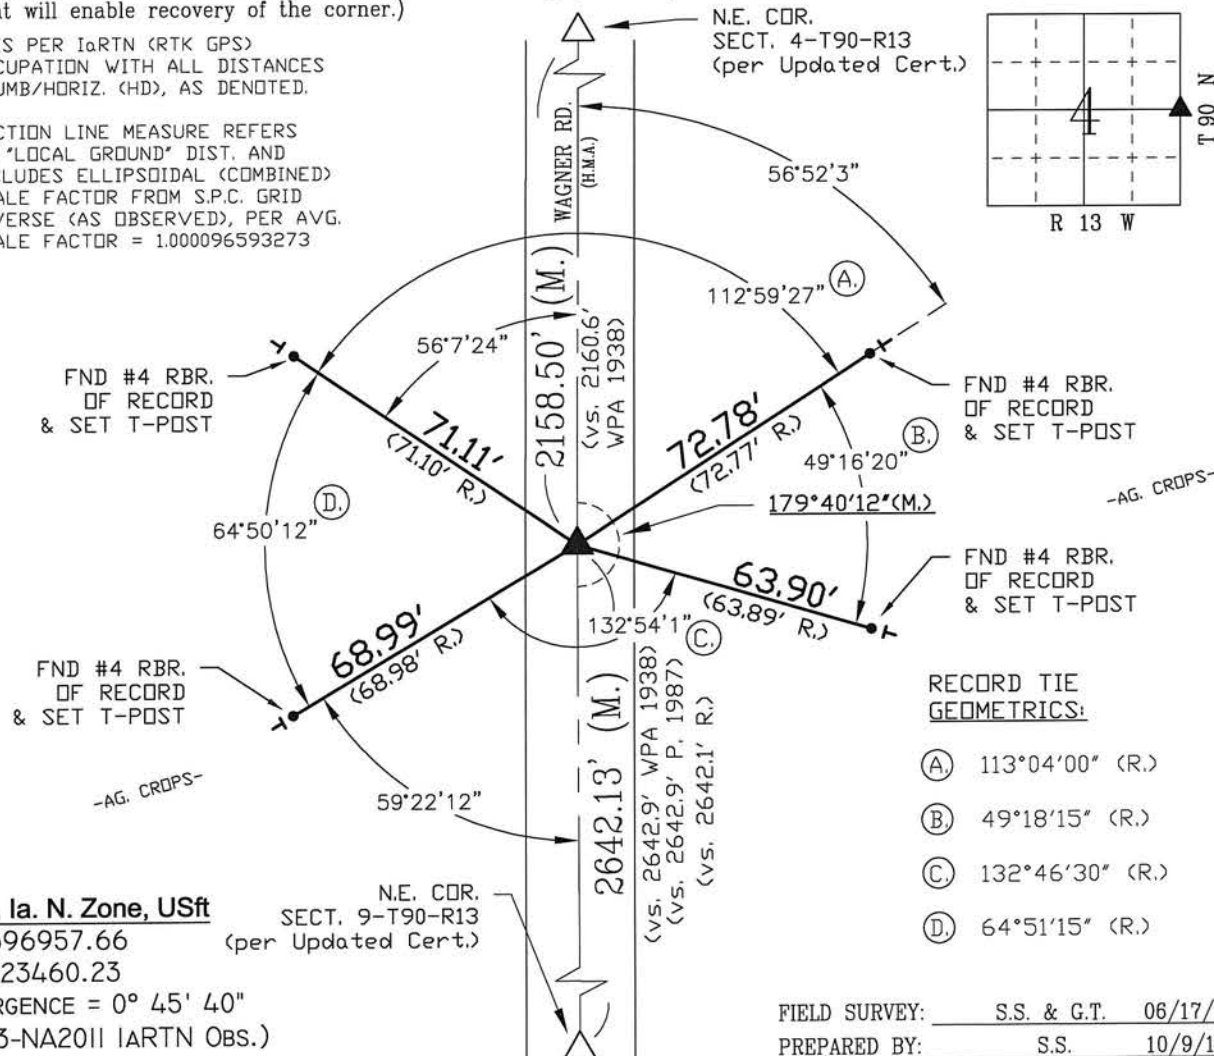 t will enable recovery of the corner.)
ES PER IaRTN (RTK GPS)
CUPATION WITH ALL DISTANCES
UMB/HORIZ. (HD), AS DENOTED.
CTION LINE MEASURE REFERS
"LOCAL GROUND" DIST. AND
CLUDES ELLIPSOIDAL (COMBINED)
ALE FACTOR FROM S.P.C. GRID
VERSE (AS OBSERVED), PER AVG.
ALE FACTOR = 1.000096593273
N.E. COR.
SECT. 4-T90-R13
(per Updated Cert.)
4
T 90 N
R 13 W
WAGNER RD.
(H.M.A.)
56°52'3"
112°59'27" A.
56°7'24"
2158.50' (M.)
(vs. 2160.6'
WPA 1938)
FND #4 RBR.
OF RECORD
& SET T-POST
71.11'
(71.10' R.)
72.78'
(72.77' R.)
FND #4 RBR.
OF RECORD
& SET T-POST
B.
49°16'20"
179°40'12"(M.)
-AG. CROPS-
D.
64°50'12"
63.90'
(63.89' R.)
FND #4 RBR.
OF RECORD
& SET T-POST
132°54'1" C.
68.99'
(68.98' R.)
FND #4 RBR.
OF RECORD
& SET T-POST
-AG. CROPS-
59°22'12"
2642.13' (M.)
(vs. 2642.9' WPA 1938)
(vs. 2642.9' P. 1987)
(vs. 2642.1' R.)
RECORD TIE
GEOMETRICS:
A. 113°04'00" (R.)
B. 49°18'15" (R.)
C. 132°46'30" (R.)
D. 64°51'15" (R.)
N.E. COR.
SECT. 9-T90-R13
(per Updated Cert.)
Ia. N. Zone, USft
96957.66
23460.23
RGENCE = 0° 45' 40"
3-NA2011 IARTN OBS.)
FIELD SURVEY: S.S. & G.T. 06/17/
PREPARED BY: S.S. 10/9/1